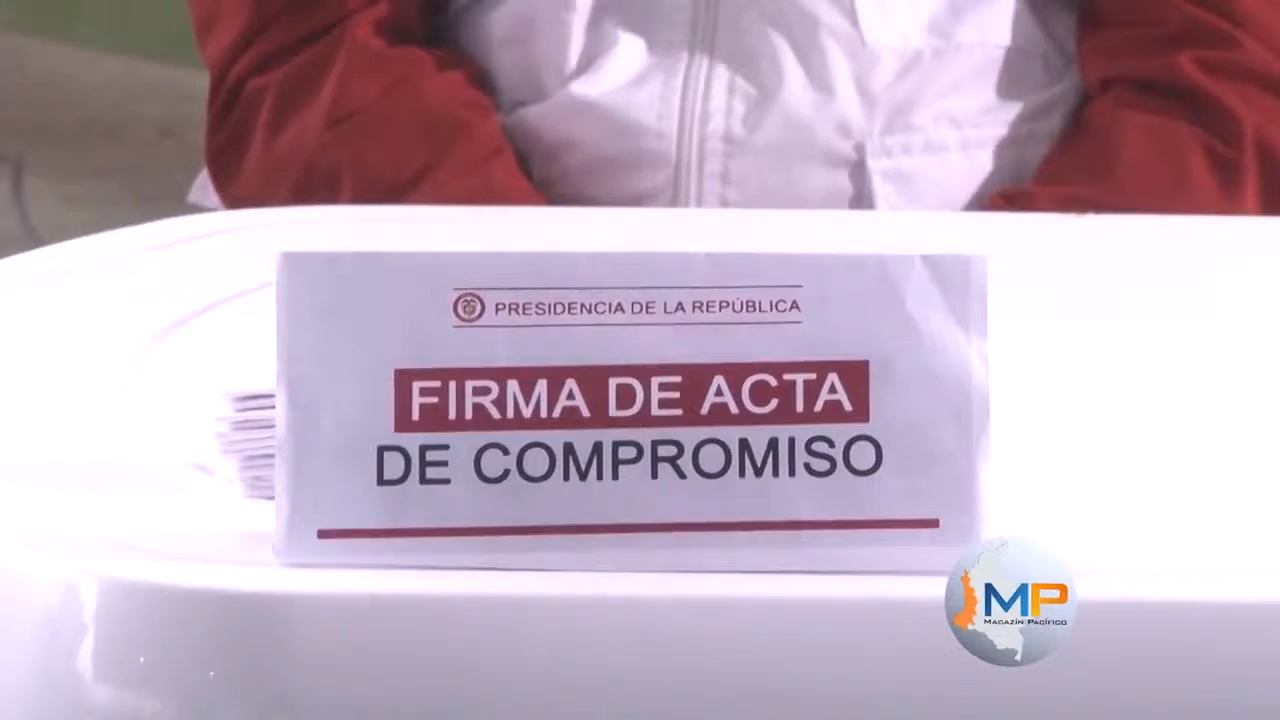 PRESIDENCIA DE LA REPÚBLICA
FIRMA DE ACTA
DE COMPROMISO
MP
MAGAZÍN PACÍFICO